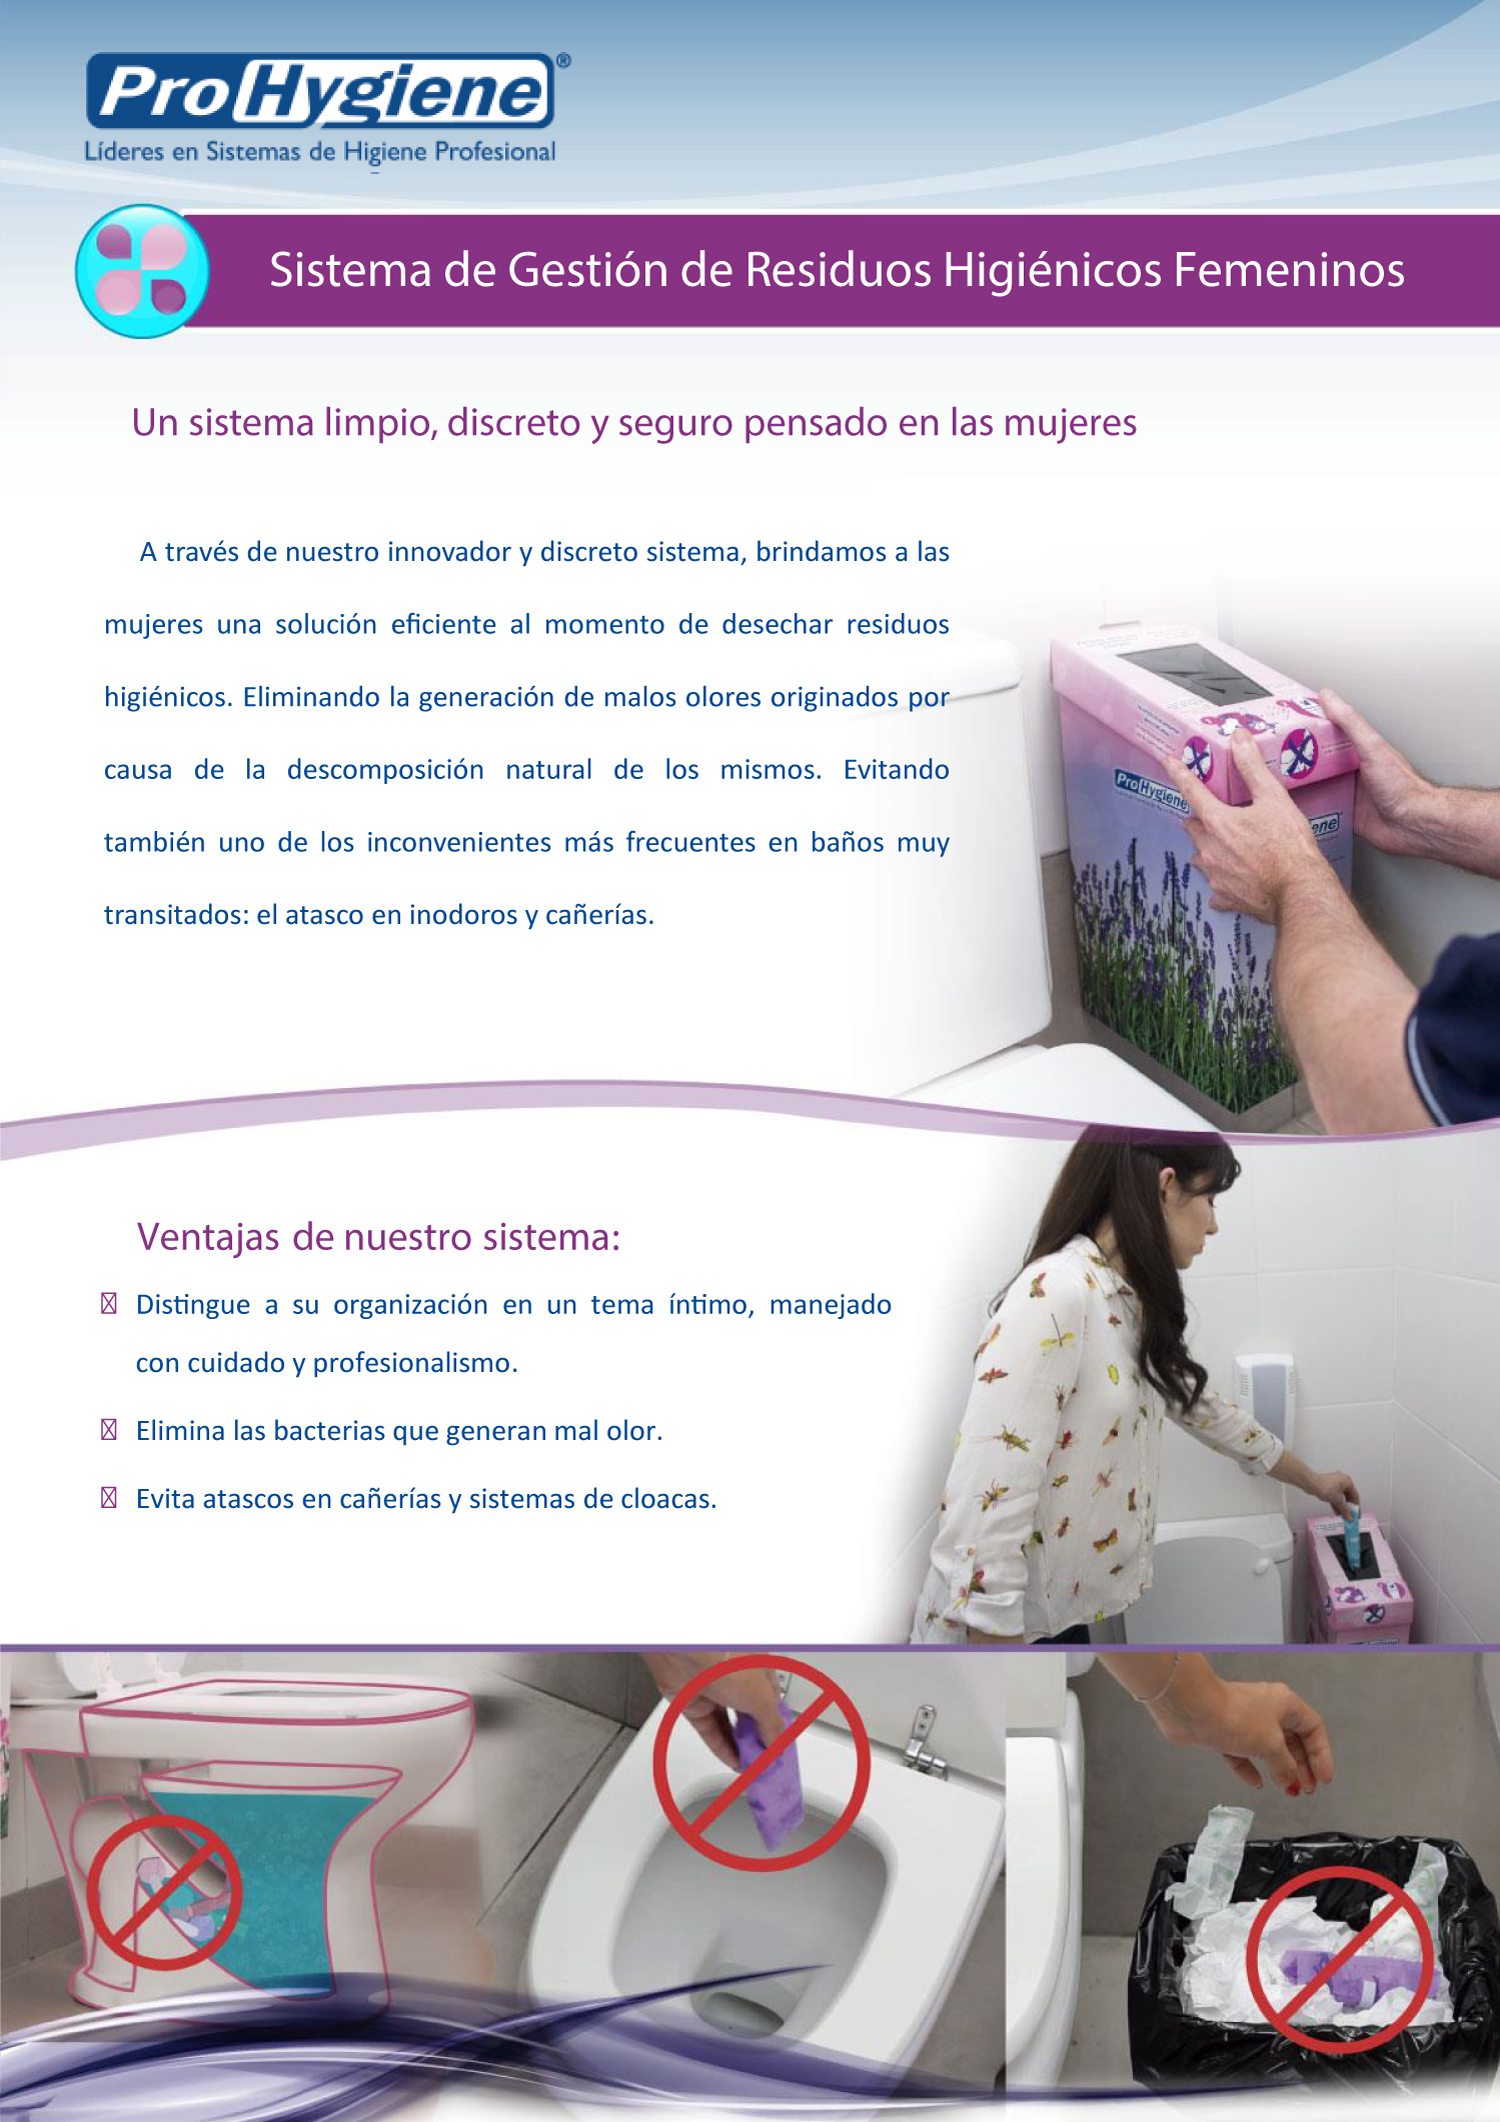 ProHygiene®
Líderes en Sistemas de Higiene Profesional
Sistema de Gestión de Residuos Higiénicos Femeninos
Un sistema limpio, discreto y seguro pensado en las mujeres
A través de nuestro innovador y discreto sistema, brindamos a las
mujeres una solución eficiente al momento de desechar residuos
higiénicos. Eliminando la generación de malos olores originados por
causa de la descomposición natural de los mismos. Evitando
también uno de los inconvenientes más frecuentes en baños muy
transitados: el atasco en inodoros y cañerías.
ProHygiene
Ventajas de nuestro sistema:
Distingue a su organización en un tema íntimo, manejado
con cuidado y profesionalismo.
Elimina las bacterias que generan mal olor.
Evita atascos en cañerías y sistemas de cloacas.